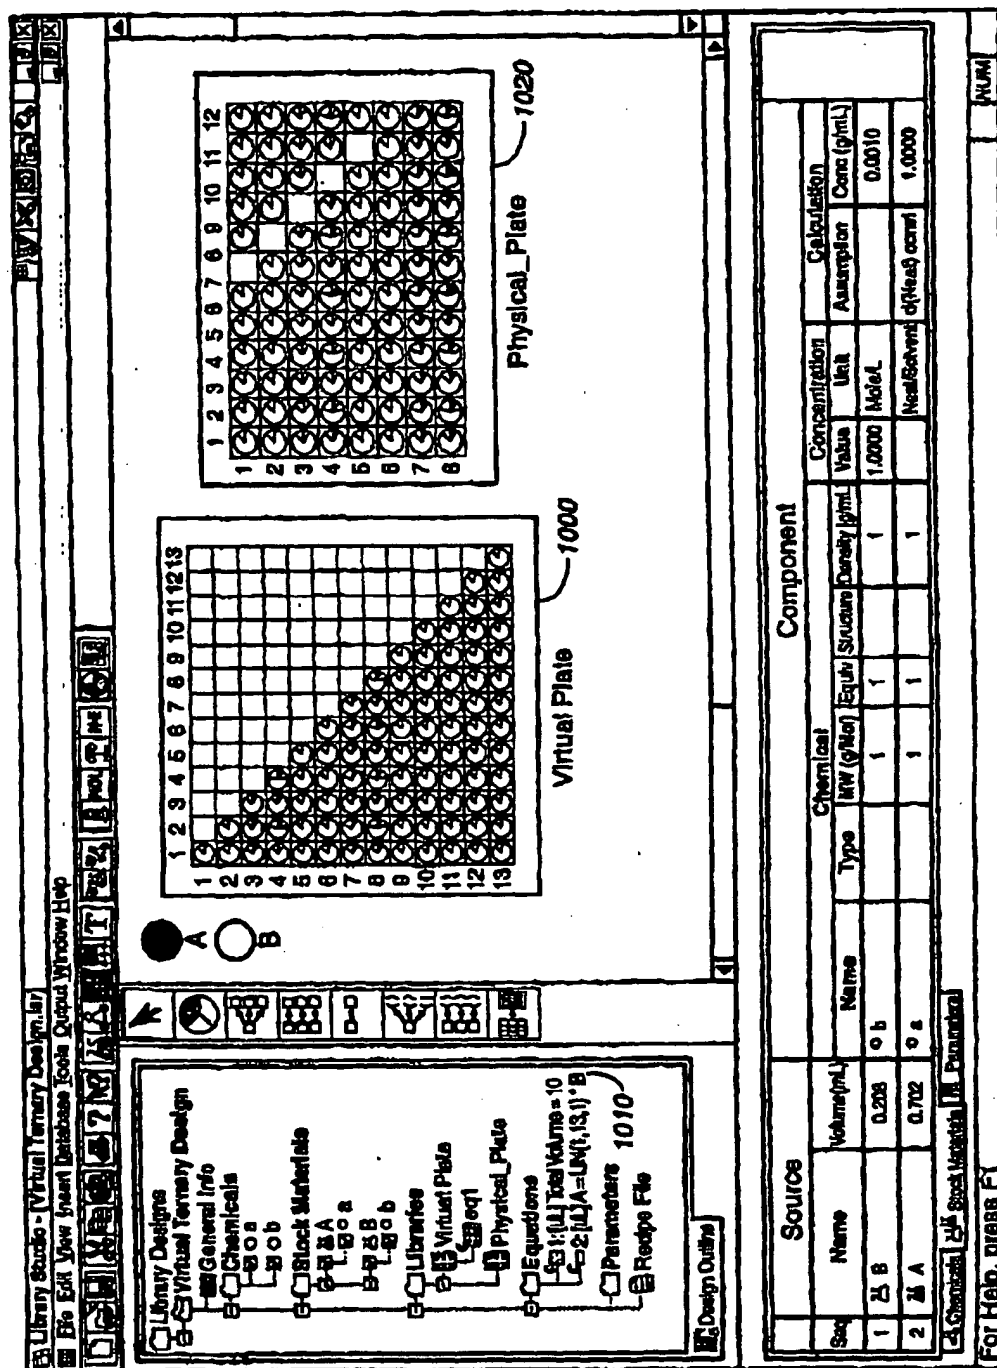 Library Studio - [Virtual Ternary Design.lar]
File Edit View Insert Database Tools Output Window Help
Library Designs
Virtual Ternary Design
General Info
Chemicals
a
b
Stock Materials
A
a
B
b
Libraries
Virtual Plate
eq1
Physical_Plate
Equations
1:[uL] Total Volume = 10
2:[uL] A=LIN(1,13,1)*B
1010
Parameters
Recipe File
Design Outline
A
B
1 2 3 4 5 6 7 8 9 10 11 12 13
1
2
3
4
5
6
7
8
9
10
11
12
13
Virtual Plate
1000
1 2 3 4 5 6 7 8 9 10 11 12
1
2
3
4
5
6
7
8
Physical_Plate
1020
Source Component
Chemical Concentration Calculation
Seq Name Volume(mL) Name Type MW (g/Mol) Equiv Structure Density (g/mL Value Unit Assumption Conc (g/mL)
1 B 0.208 b 1 1 1 1.0000 Mole/L 0.0010
2 A 0.702 a 1 1 1 Neat/Solvent d(Neat) contri 1.0000
Chemicals Stock Materials Parameters
For Help, press F1
NUM